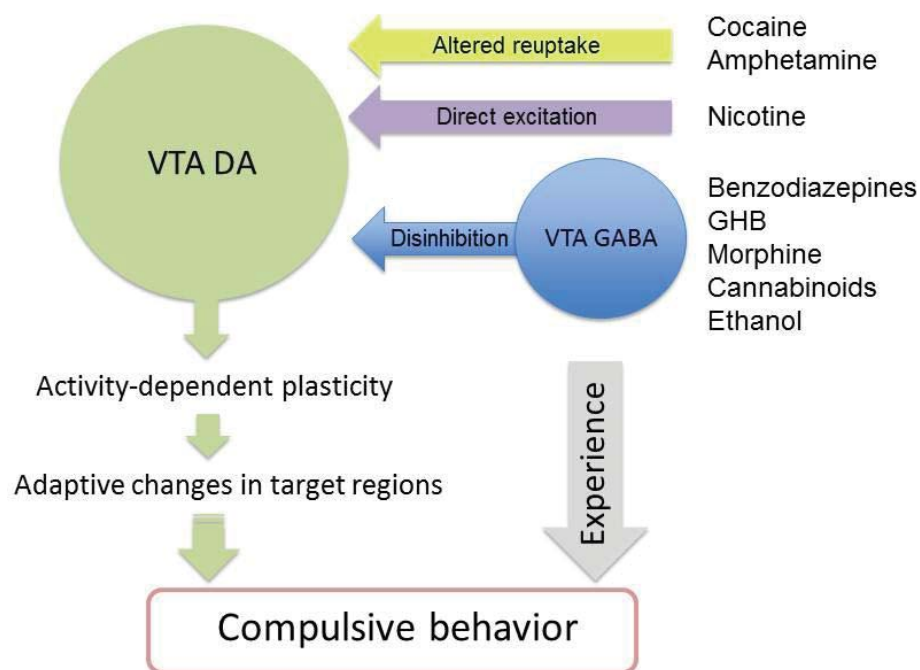 Altered reuptake
Cocaine
Amphetamine
Direct excitation
Nicotine
VTA DA
Disinhibition
VTA GABA
Benzodiazepines
GHB
Morphine
Cannabinoids
Ethanol
Activity-dependent plasticity
Adaptive changes in target regions
Experience
Compulsive behavior